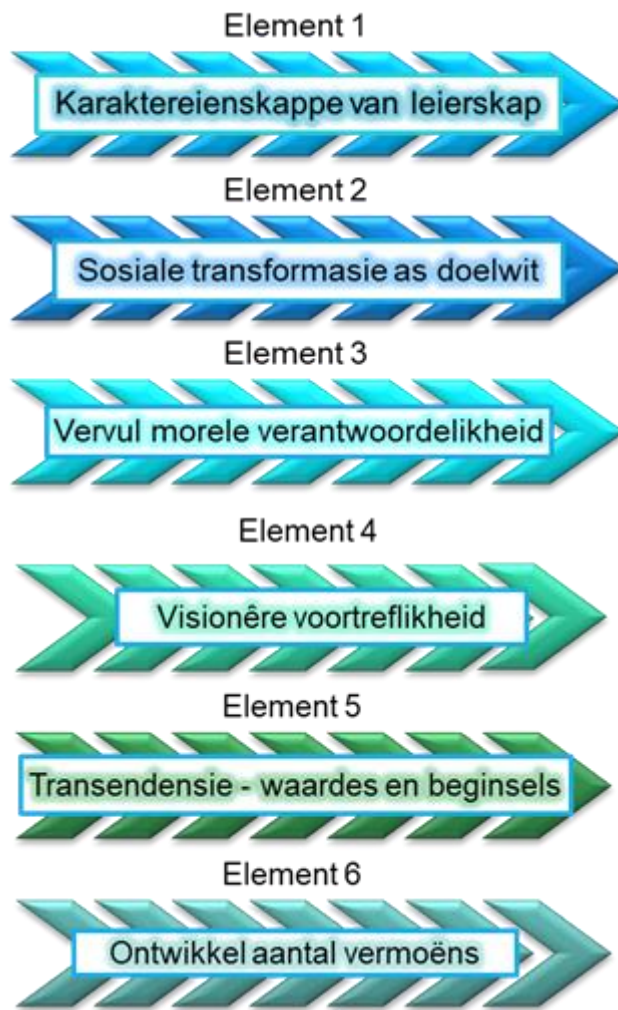 Element 1
Karaktereienskappe van leierskap
Element 2
Sosiale transformasie as doelwit
Element 3
Vervul morele verantwoordelikheid
Element 4
Visionêre voortreflikheid
Element 5
Transendensie - waardes en beginsels
Element 6
Ontwikkel aantal vermoëns